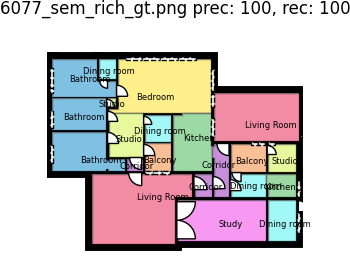 6077_sem_rich_gt.png prec: 100, rec: 100
Dining room
Bathroom
Bedroom
Studio
Bathroom
Living Room
Dining room
Studio
Kitchen
Bathroom
Balcony
Balcony
Studio
Corridor
Corridor
Corridor
Dining room
Kitchen
Living Room
Study
Dining room